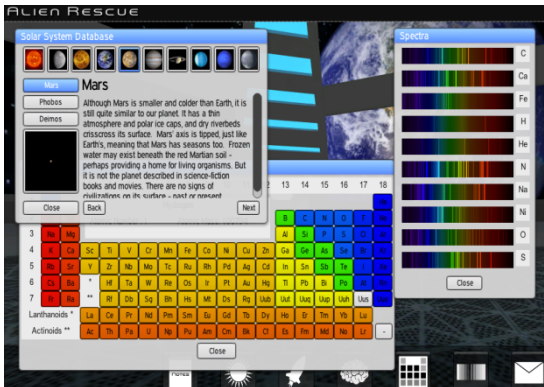 ALIEN RESCUE
Solar System Database
Mars
Phobos
Deimos
Close
Mars
Although Mars is smaller and colder than Earth, it is
still quite similar to our planet. It has a thin
atmosphere and polar ice caps, and dry riverbeds
crisscross its surface. Mars' axis is tipped, just like
Earth's, meaning that Mars has seasons too. Frozen
water may exist beneath the red Martian soil -
perhaps providing a home for living organisms. But
it is not the planet described in science-fiction
books and movies. There are no signs of
civilizations on its surface - past or present
Back
Next
Spectra
C
Ca
Fe
H
He
N
Na
Ni
O
S
Close
13 14 15 16 17 18
B C N O F
3 Na Mg Al Si P S Cl
4 K Ca Sc Ti V Cr Mn Fe Co Ni Cu Zn Ga Ge As Se
5 Rb Sr Y Zr Nb Mo Tc Ru Rh Pd Ag Cd In Sn Sb Te I
6 Cs Ba * Hf Ta W Re Os Ir Pt Au Hg Tl Pb Bi Po At
7 Fr Ra ** Rf Db Sg Bh Hs Mt Ds Rg Uub Uut Uuq Uup Uuh Uus
Lanthanoids * La Ce Pr Nd Pm Sm Eu Gd Tb Dy Ho Er Tm Yb Lu
Actinoids ** Ac Th Pa U Np Pu Am Cm Bk Cf Es Fm Md No Lr -
Close
NOTES